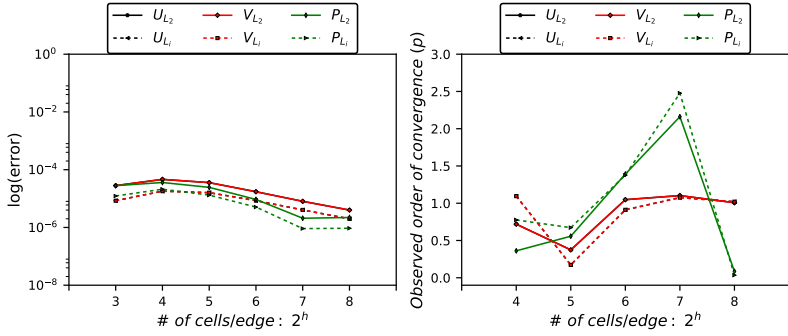 U_{L_2} V_{L_2} P_{L_2}
U_{L_i} V_{L_i} P_{L_i}
10^0
10^{-2}
10^{-4}
10^{-6}
10^{-8}
log(error)
3 4 5 6 7 8
# of cells/edge : 2^h
U_{L_2} V_{L_2} P_{L_2}
U_{L_i} V_{L_i} P_{L_i}
3.0
2.5
2.0
1.5
1.0
0.5
0.0
Observed order of convergence (p)
4 5 6 7 8
# of cells/edge : 2^h